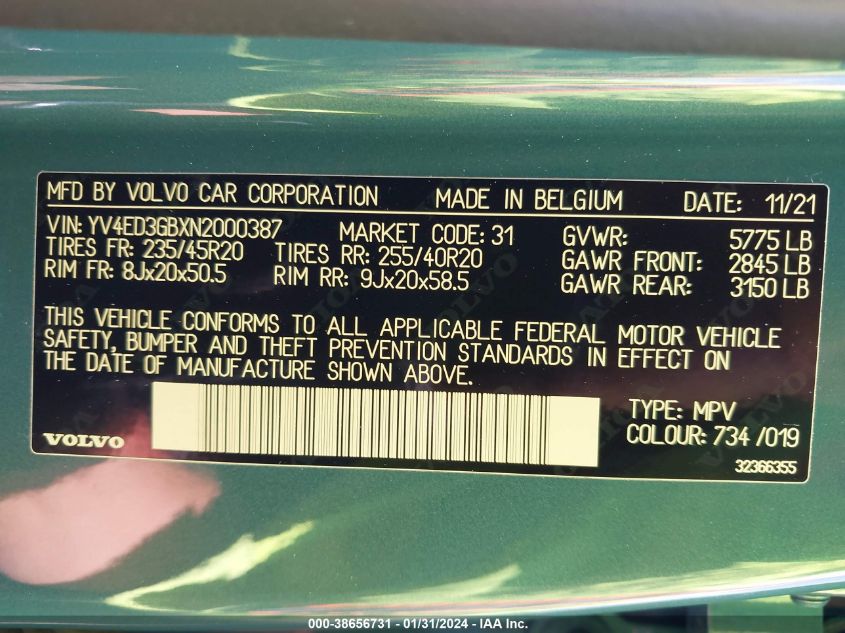 MFD BY VOLVO CAR CORPORATION MADE IN BELGIUM DATE: 11/21
VIN: YV4ED3GBXN2000387 MARKET CODE: 31 GVWR: 5775 LB
TIRES FR: 235/45R20 TIRES RR: 255/40R20 GAWR FRONT: 2845 LB
RIM FR: 8Jx20x50.5 RIM RR: 9Jx20x58.5 GAWR REAR: 3150 LB
THIS VEHICLE CONFORMS TO ALL APPLICABLE FEDERAL MOTOR VEHICLE
SAFETY, BUMPER AND THEFT PREVENTION STANDARDS IN EFFECT ON
THE DATE OF MANUFACTURE SHOWN ABOVE.
TYPE: MPV
VOLVO COLOUR: 734 /019
32366355
000-38656731 - 01/31/2024 - IAA Inc.